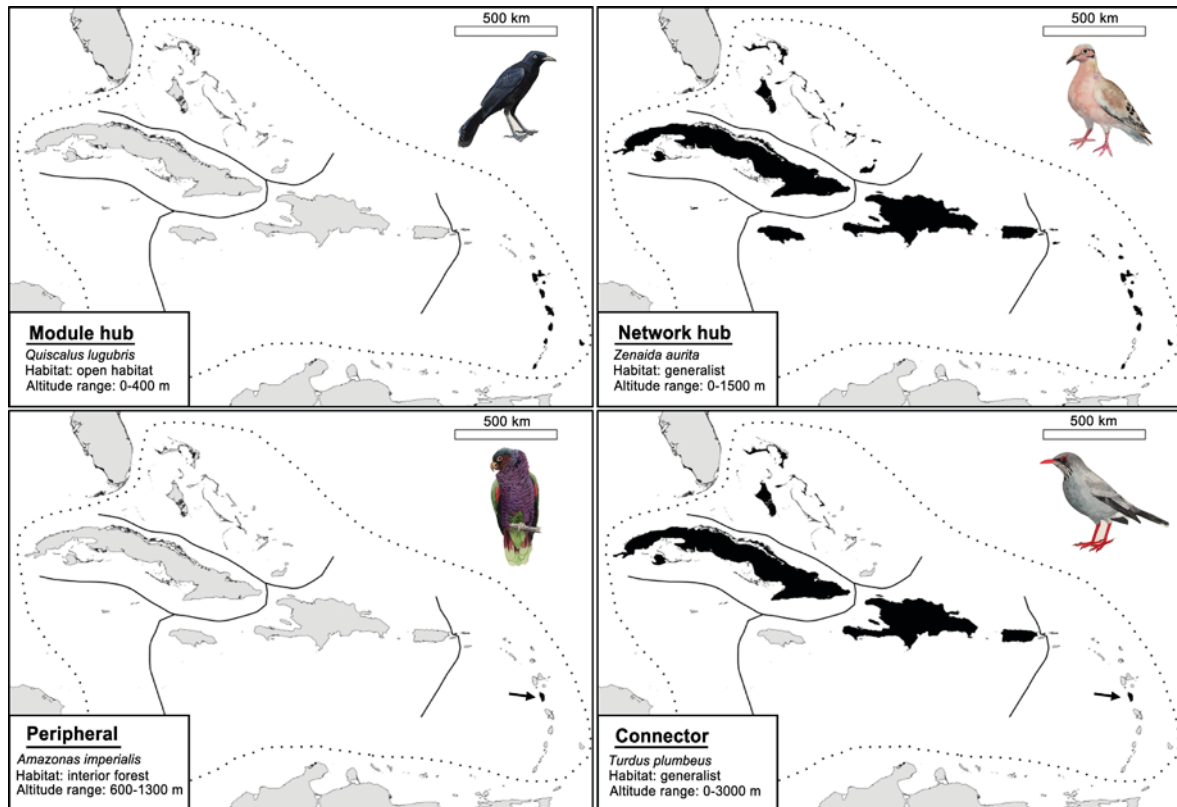 500 km
Module hub
Quiscalus lugubris
Habitat: open habitat
Altitude range: 0-400 m
500 km
Network hub
Zenaida aurita
Habitat: generalist
Altitude range: 0-1500 m
500 km
Peripheral
Amazonas imperialis
Habitat: interior forest
Altitude range: 600-1300 m
500 km
Connector
Turdus plumbeus
Habitat: generalist
Altitude range: 0-3000 m